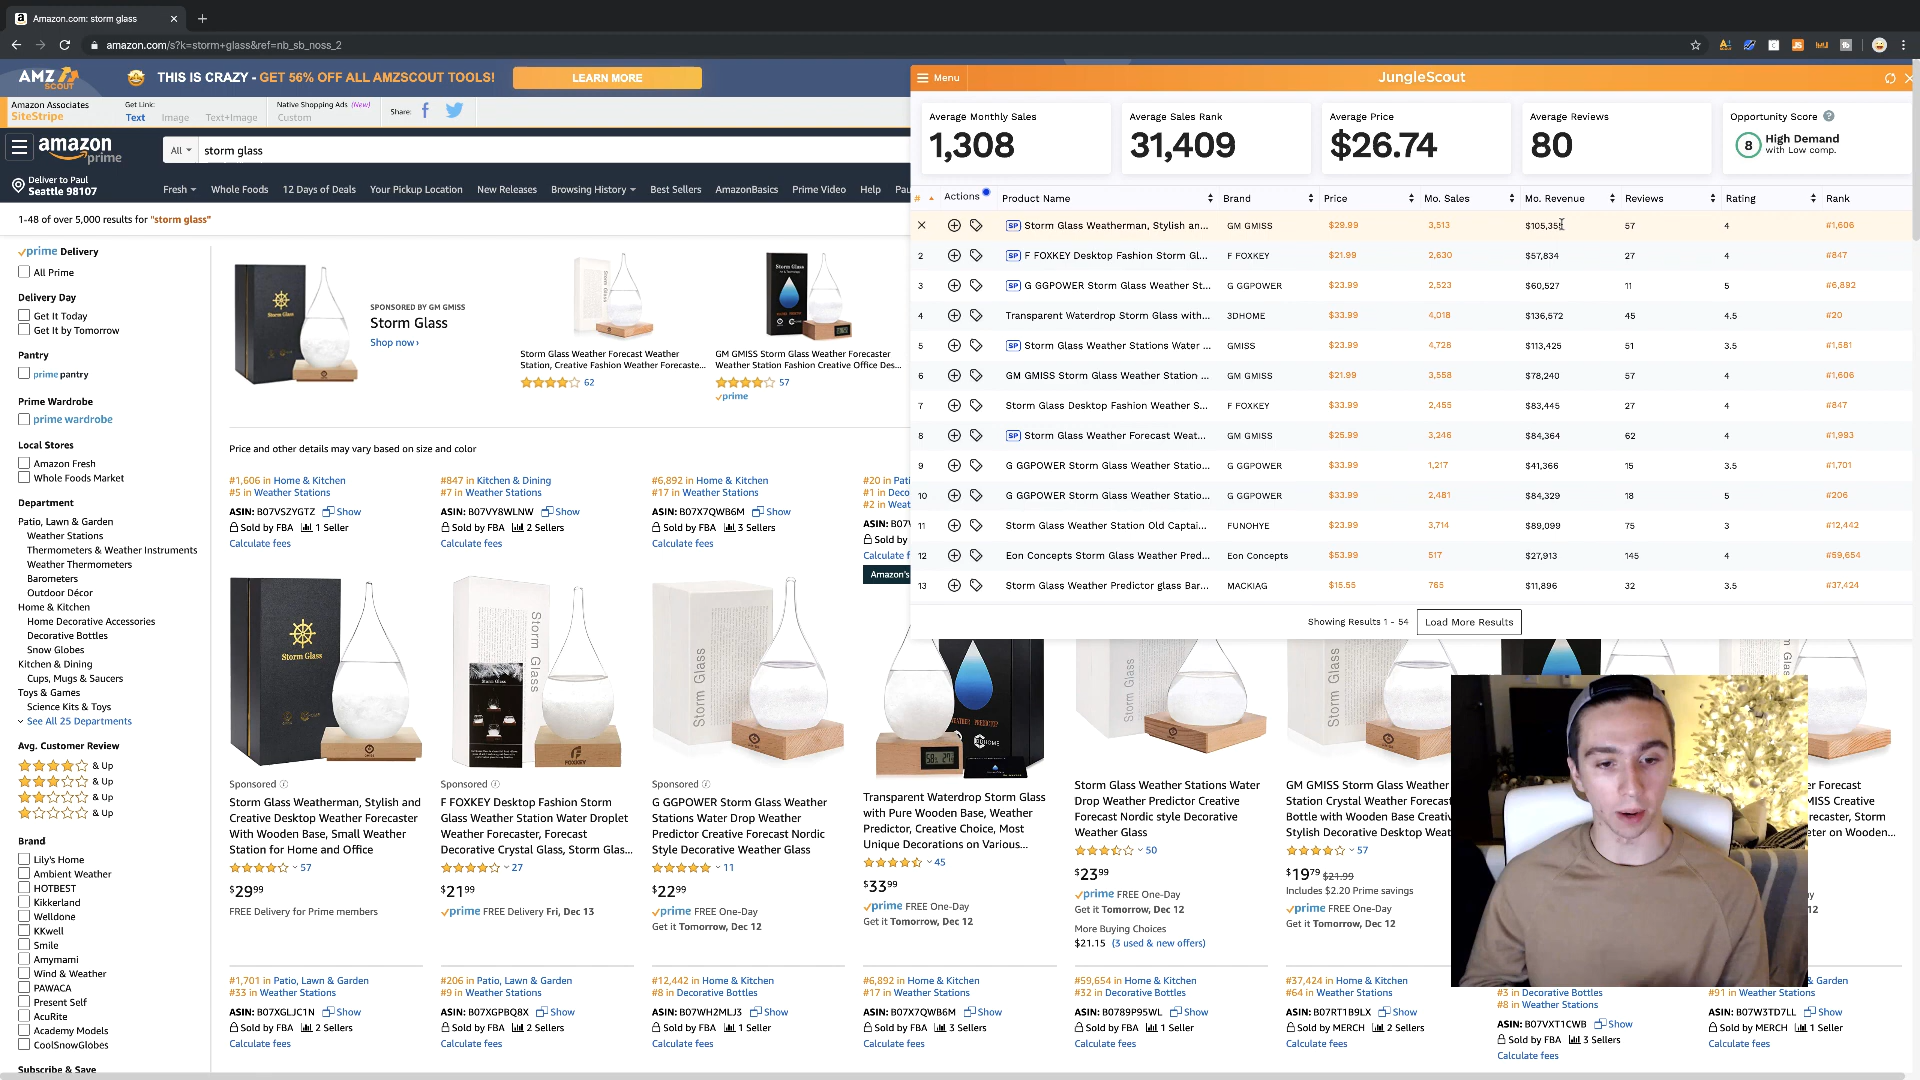 Amazon.com: storm glass
amazon.com/s?k=storm+glass&ref=nb_sb_noss_2
AMZ SCOUT
THIS IS CRAZY - GET 56% OFF ALL AMZSCOUT TOOLS!
LEARN MORE
Amazon Associates
SiteStripe
Get Link:
Text Image Text+Image
Native Shopping Ads (New)
Custom
Share:
amazon prime
All
storm glass
Deliver to Paul
Seattle 98107
Fresh Whole Foods 12 Days of Deals Your Pickup Location New Releases Browsing History Best Sellers AmazonBasics Prime Video Help
1-48 of over 5,000 results for "storm glass"
prime Delivery
All Prime
Delivery Day
Get It Today
Get It by Tomorrow
Pantry
prime pantry
Prime Wardrobe
prime wardrobe
Local Stores
Amazon Fresh
Whole Foods Market
Department
Patio, Lawn & Garden
Weather Stations
Thermometers & Weather Instruments
Weather Thermometers
Barometers
Outdoor Décor
Home & Kitchen
Home Decorative Accessories
Decorative Bottles
Snow Globes
Kitchen & Dining
Cups, Mugs & Saucers
Toys & Games
Science Kits & Toys
See All 25 Departments
Avg. Customer Review
& Up
& Up
& Up
& Up
Brand
Lily's Home
Ambient Weather
HOTBEST
Kikkerland
Welldone
KKwell
Smile
Amymami
Wind & Weather
PAWACA
Present Self
AcuRite
Academy Models
CoolSnowGlobes
Subscribe & Save
SPONSORED BY GM GMISS
Storm Glass
Shop now ›
Storm Glass Weather Forecast Weather
Station, Creative Fashion Weather Forecaste...
62
GM GMISS Storm Glass Weather Forecaster
Weather Station Fashion Creative Office Des...
57
prime
Price and other details may vary based on size and color
Menu
JungleScout
Average Monthly Sales
1,308
Average Sales Rank
31,409
Average Price
$26.74
Average Reviews
80
Opportunity Score
8 High Demand
with Low comp.
# Actions Product Name Brand Price Mo. Sales Mo. Revenue Reviews Rating Rank
SP Storm Glass Weatherman, Stylish an... GM GMISS $29.99 3,513 $105,355 57 4 #1,606
2 SP F FOXKEY Desktop Fashion Storm Gl... F FOXKEY $21.99 2,630 $57,834 27 4 #847
3 SP G GGPOWER Storm Glass Weather St... G GGPOWER $23.99 2,523 $60,527 11 5 #6,892
4 Transparent Waterdrop Storm Glass with... 3DHOME $33.99 4,018 $136,572 45 4.5 #20
5 SP Storm Glass Weather Stations Water ... GMISS $23.99 4,728 $113,425 51 3.5 #1,581
6 GM GMISS Storm Glass Weather Station ... GM GMISS $21.99 3,558 $78,240 57 4 #1,606
7 Storm Glass Desktop Fashion Weather S... F FOXKEY $33.99 2,455 $83,445 27 4 #847
8 SP Storm Glass Weather Forecast Weat... GM GMISS $25.99 3,246 $84,364 62 4 #1,993
9 G GGPOWER Storm Glass Weather Statio... G GGPOWER $33.99 1,217 $41,366 15 3.5 #1,701
10 G GGPOWER Storm Glass Weather Statio... G GGPOWER $33.99 2,481 $84,329 18 5 #206
11 Storm Glass Weather Station Old Captai... FUNOHYE $23.99 3,714 $89,099 75 3 #12,442
12 Eon Concepts Storm Glass Weather Pred... Eon Concepts $53.99 517 $27,913 145 4 #59,654
13 Storm Glass Weather Predictor glass Bar... MACKIAG $15.55 765 $11,896 32 3.5 #37,424
Showing Results 1 - 54
Load More Results
#1,606 in Home & Kitchen
#5 in Weather Stations
ASIN: B07VSZYGTZ Show
Sold by FBA 1 Seller
Calculate fees
Storm Glass
Sponsored
Storm Glass Weatherman, Stylish and
Creative Desktop Weather Forecaster
With Wooden Base, Small Weather
Station for Home and Office
57
$29 99
FREE Delivery for Prime members
#847 in Kitchen & Dining
#7 in Weather Stations
ASIN: B07VY8WLNW Show
Sold by FBA 2 Sellers
Calculate fees
Storm Glass
Sponsored
F FOXKEY Desktop Fashion Storm
Glass Weather Station Water Droplet
Weather Forecaster, Forecast
Decorative Crystal Glass, Storm Glas...
27
$21 99
prime FREE Delivery Fri, Dec 13
#6,892 in Home & Kitchen
#17 in Weather Stations
ASIN: B07X7QWB6M Show
Sold by FBA 3 Sellers
Calculate fees
Storm Glass
Sponsored
G GGPOWER Storm Glass Weather
Stations Water Drop Weather
Predictor Creative Forecast Nordic
Style Decorative Weather Glass
11
$22 99
prime FREE One-Day
Get it Tomorrow, Dec 12
#20 in
#1 in
#2 in
ASIN:
Sold by
Calculate
Amazon's
3DHOME
Transparent Waterdrop Storm Glass
with Pure Wooden Base, Weather
Predictor, Creative Choice, Most
Unique Decorations on Various...
45
$33 99
prime FREE One-Day
Get it Tomorrow, Dec 12
Storm Glass
Storm Glass Weather Stations Water
Drop Weather Predictor Creative
Forecast Nordic style Decorative
Weather Glass
50
$23 99
prime FREE One-Day
Get it Tomorrow, Dec 12
More Buying Choices
$21.15 (3 used & new offers)
Storm Glass
GM GMISS Storm Glass Weather
Station Crystal Weather
Bottle with Wooden Base
Stylish Decorative Desktop
57
$19 79 $21.99
Includes $2.20 Prime savings
prime FREE One-Day
Get it Tomorrow, Dec 12
Forecast
Creative
Storm
on Wooden...
12
#1,701 in Patio, Lawn & Garden
#33 in Weather Stations
ASIN: B07XGLJC1N Show
Sold by FBA 2 Sellers
Calculate fees
#206 in Patio, Lawn & Garden
#9 in Weather Stations
ASIN: B07XGPBQ8X Show
Sold by FBA 2 Sellers
Calculate fees
#12,442 in Home & Kitchen
#8 in Decorative Bottles
ASIN: B07WH2MLJ3 Show
Sold by FBA 1 Seller
Calculate fees
#6,892 in Home & Kitchen
#17 in Weather Stations
ASIN: B07X7QWB6M Show
Sold by FBA 3 Sellers
Calculate fees
#59,654 in Home & Kitchen
#32 in Decorative Bottles
ASIN: B0789P95WL Show
Sold by FBA 1 Seller
Calculate fees
#37,424 in Home & Kitchen
#64 in Weather Stations
ASIN: B07RT1B9LX Show
Sold by MERCH 2 Sellers
Calculate fees
#3 in Decorative Bottles
#8 in Weather Stations
ASIN: B07VXT1CWB Show
Sold by FBA 3 Sellers
Calculate fees
& Garden
#91 in Weather Stations
ASIN: B07W3TD7LL Show
Sold by MERCH 1 Seller
Calculate fees